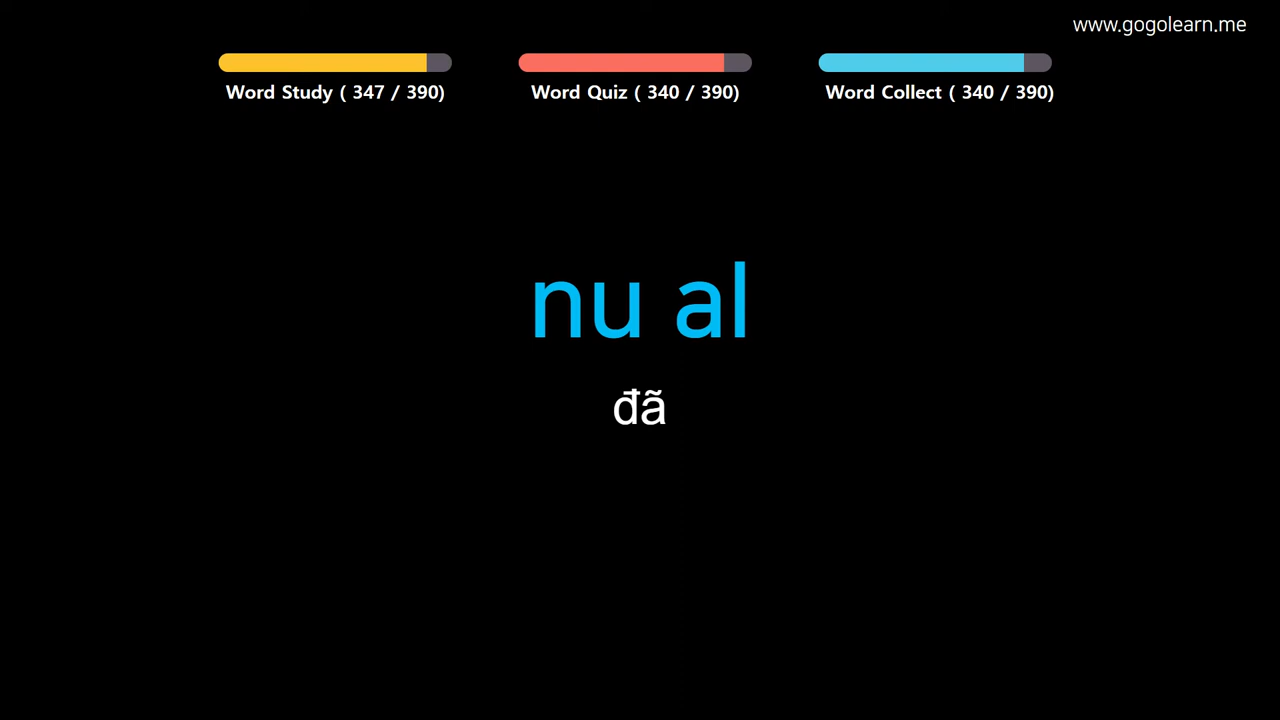 www.gogolearn.me
Word Study ( 347 / 390)
Word Quiz ( 340 / 390)
Word Collect ( 340 / 390)
nu al
đã